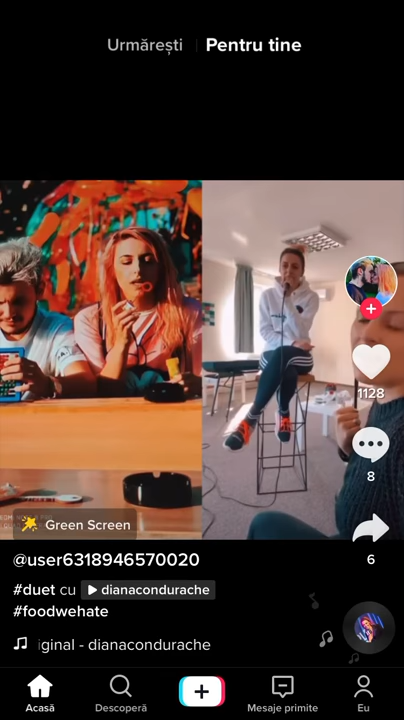 Urmărești Pentru tine
1128
8
6
Green Screen
@user6318946570020
#duet cu dianacondurache
#foodwehate
iginal - dianacondurache
Acasă Descoperă Mesaje primite Eu